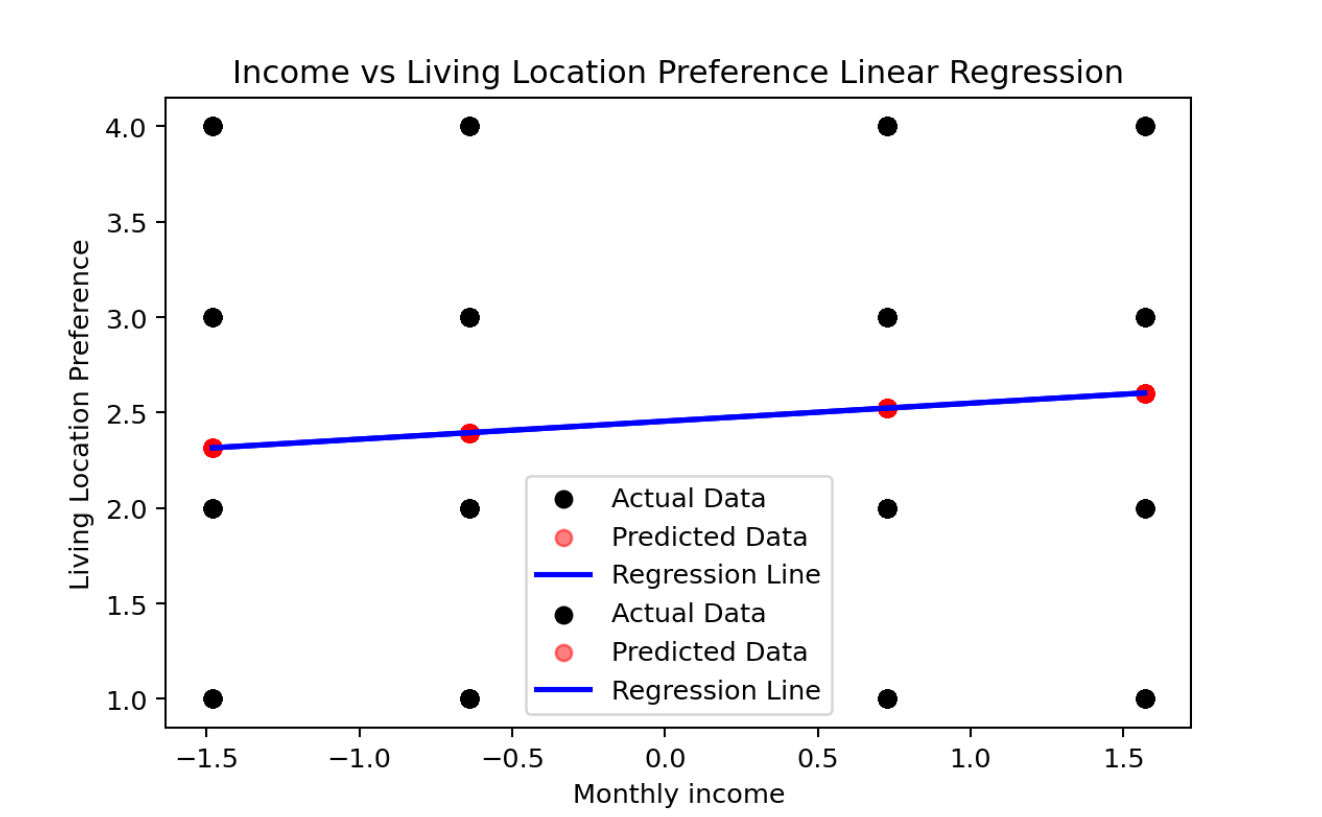 Income vs Living Location Preference Linear Regression
Living Location Preference
4.0
3.5
3.0
2.5
2.0
1.5
1.0
Actual Data
Predicted Data
Regression Line
Actual Data
Predicted Data
Regression Line
−1.5 −1.0 −0.5 0.0 0.5 1.0 1.5
Monthly income